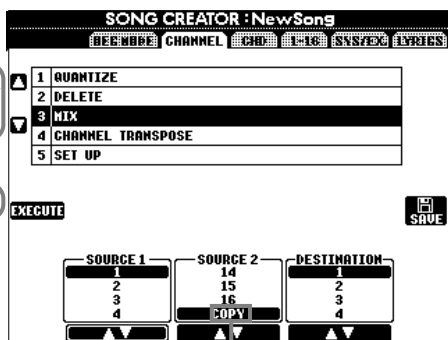 SONG CREATOR : NewSong
REC MODE CHANNEL CHD 1-16 SYS/EX. LYRICS
1 QUANTIZE
2 DELETE
3 MIX
4 CHANNEL TRANSPOSE
5 SET UP
EXECUTE
SAVE
SOURCE 1 SOURCE 2 DESTINATION
1 14 1
2 15 2
3 16 3
4 COPY 4